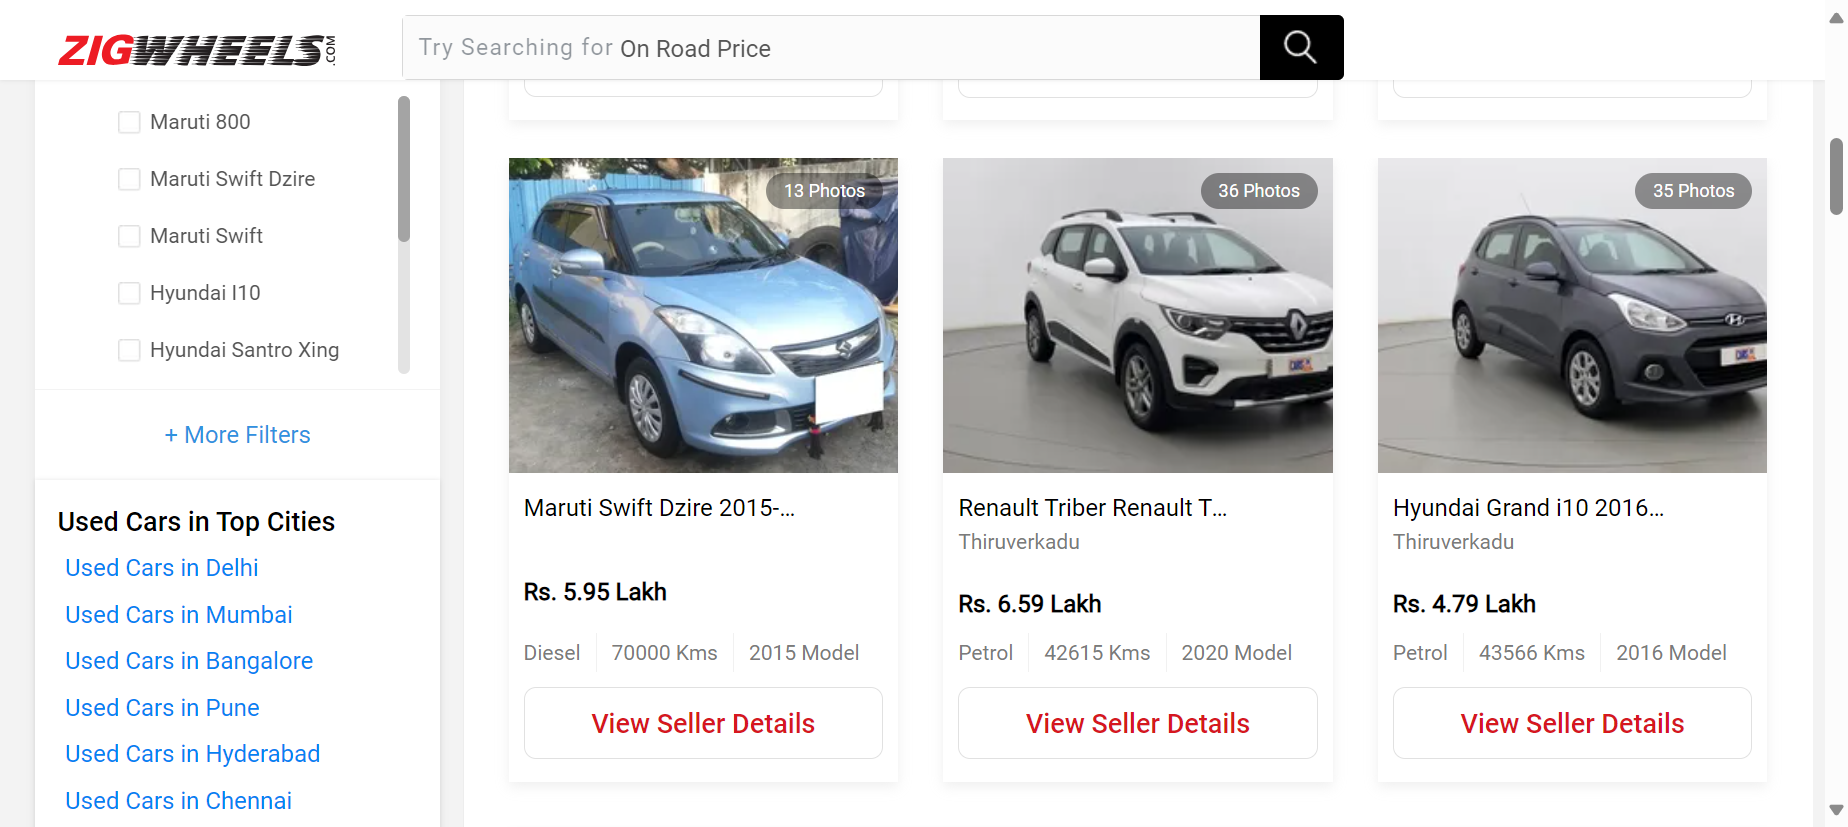 ZIGWHEELS.COM
Try Searching for On Road Price
Maruti 800
Maruti Swift Dzire
Maruti Swift
Hyundai I10
Hyundai Santro Xing
+ More Filters
Used Cars in Top Cities
Used Cars in Delhi
Used Cars in Mumbai
Used Cars in Bangalore
Used Cars in Pune
Used Cars in Hyderabad
Used Cars in Chennai
13 Photos
Maruti Swift Dzire 2015-...
Rs. 5.95 Lakh
Diesel
70000 Kms
2015 Model
View Seller Details
36 Photos
CARS24
Renault Triber Renault T...
Thiruverkadu
Rs. 6.59 Lakh
Petrol
42615 Kms
2020 Model
View Seller Details
35 Photos
CARS24
Hyundai Grand i10 2016...
Thiruverkadu
Rs. 4.79 Lakh
Petrol
43566 Kms
2016 Model
View Seller Details